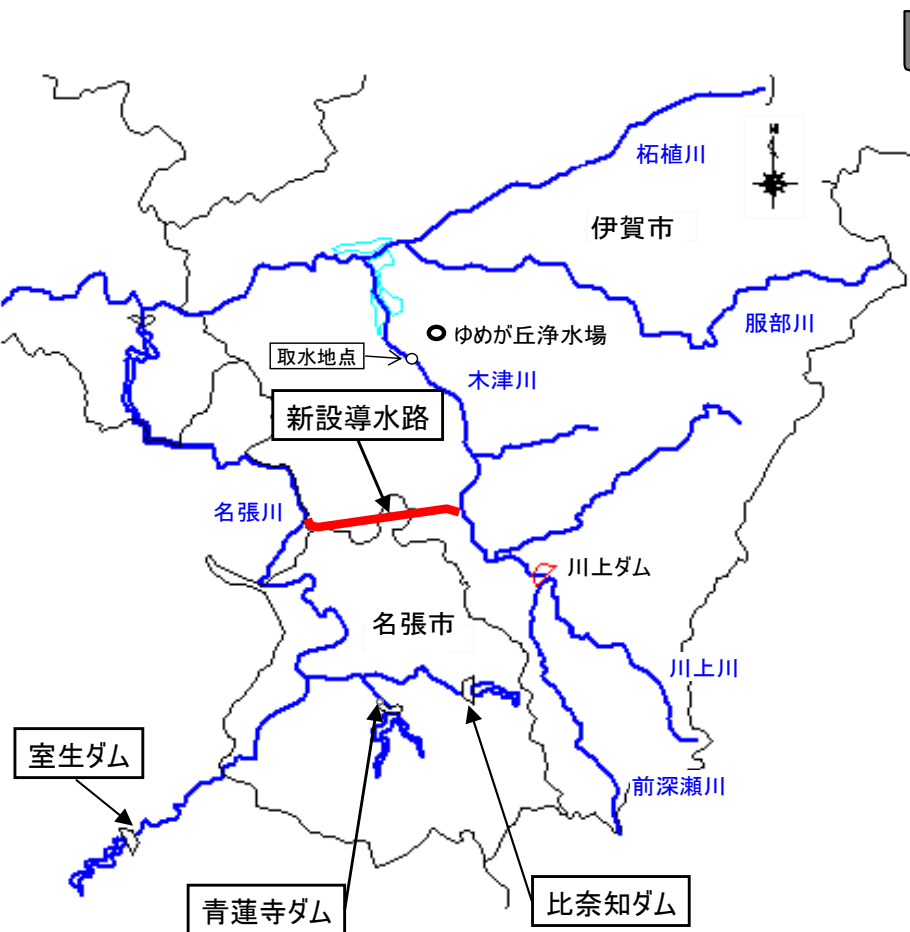 N
柘植川
伊賀市
服部川
ゆめが丘浄水場
取水地点
木津川
新設導水路
名張川
川上ダム
名張市
川上川
室生ダム
前深瀬川
青蓮寺ダム
比奈知ダム